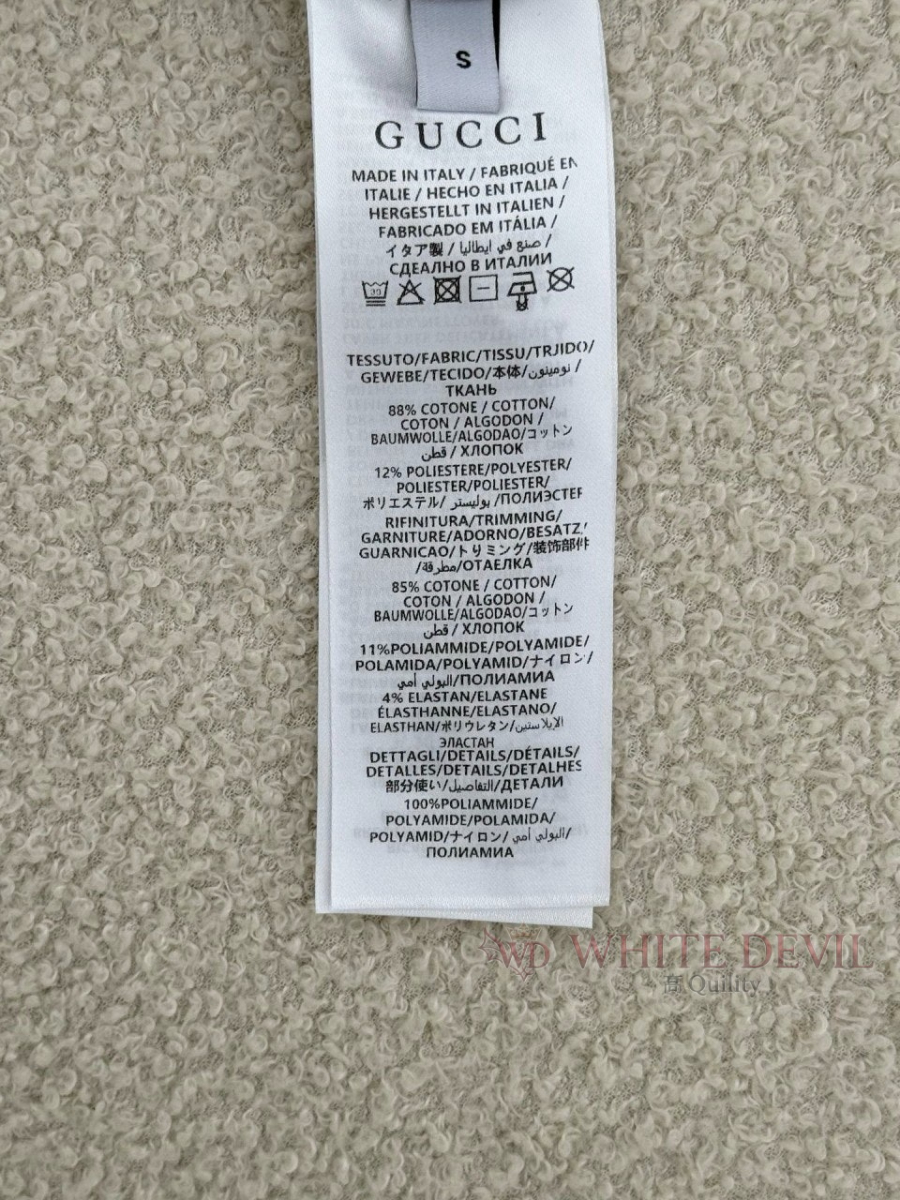 S
GUCCI
MADE IN ITALY / FABRIQUÉ EN
ITALIE / HECHO EN ITALIA /
HERGESTELLT IN ITALIEN /
FABRICADO EM ITÁLIA /
イタア製 / صنع في ايطاليا /
СДЕАЛНО В ИТАЛИИ
TESSUTO/FABRIC/TISSU/TRJIDO/
GEWEBE/TECIDO/本体/نومينون /
ТКАНЬ
88% COTONE / COTTON/
COTON / ALGODON /
BAUMWOLLE/ALGODAO/コットン
قطن / ХЛОПОК
12% POLIESTERE/POLYESTER/
POLIESTER/POLIESTER/
ポリエステル/ بوليستر /ПОЛИЭСТЕР
RIFINITURA/TRIMMING/
GARNITURE/ADORNO/BESATZ/
GUARNICAO/トりミング/装饰部件
/مطرقة/ОТАЕЛКА
85% COTONE / COTTON/
COTON / ALGODON /
BAUMWOLLE/ALGODAO/コットン
قطن / ХЛОПОК
11%POLIAMMIDE/POLYAMIDE/
POLAMIDA/POLYAMID/ナイロン/
البولي أمي/ПОЛИАМИА
4% ELASTAN/ELASTANE
ÉLASTHANNE/ELASTANO/
ELASTHAN/ポリウレタン/الإيلاستين
ЭЛАСТАН
DETTAGLI/DETAILS/DÉTAILS/
DETALLES/DETAILS/DETALHES
部分使い/التفاصيل/ДЕТАЛИ
100%POLIAMMIDE/
POLYAMIDE/POLAMIDA/
POLYAMID/ナイロン/ البولي أمي/
ПОЛИАМИА
WD WHITE DEVIL
高 Quility